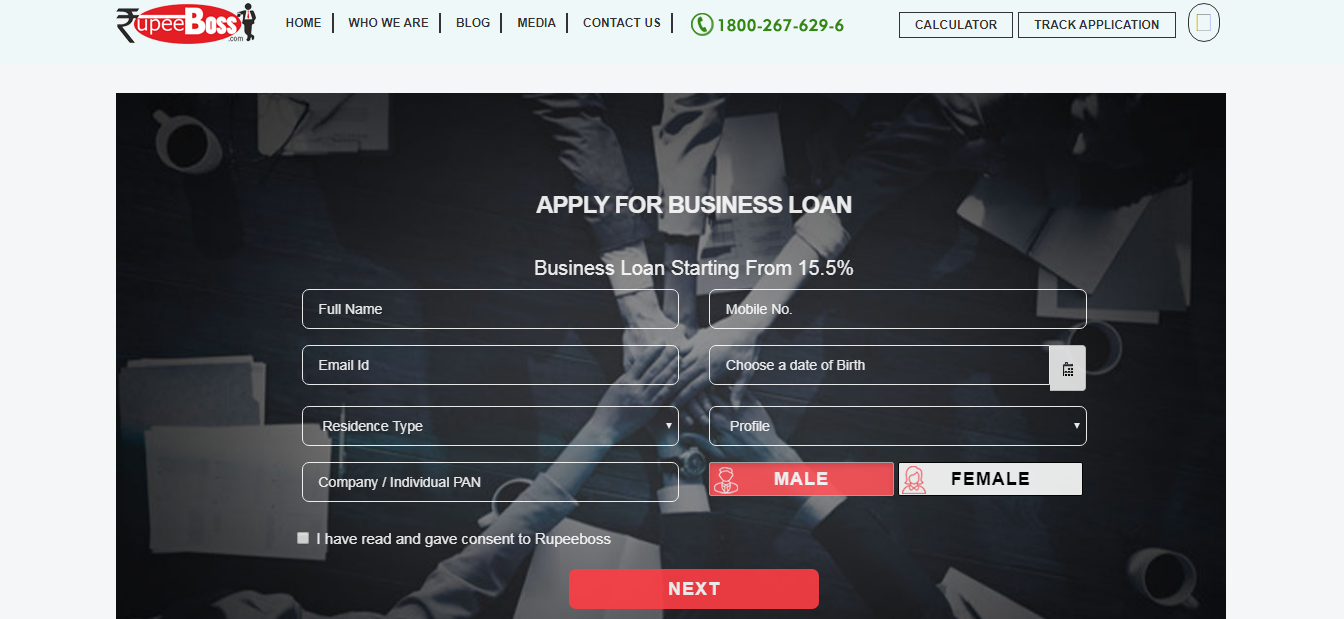 ₹upeeBoss.com
HOME WHO WE ARE BLOG MEDIA CONTACT US 1800-267-629-6 CALCULATOR TRACK APPLICATION
APPLY FOR BUSINESS LOAN
Business Loan Starting From 15.5%
Full Name Mobile No.
Email Id Choose a date of Birth
Residence Type Profile
Company / Individual PAN MALE FEMALE
I have read and gave consent to Rupeeboss
NEXT